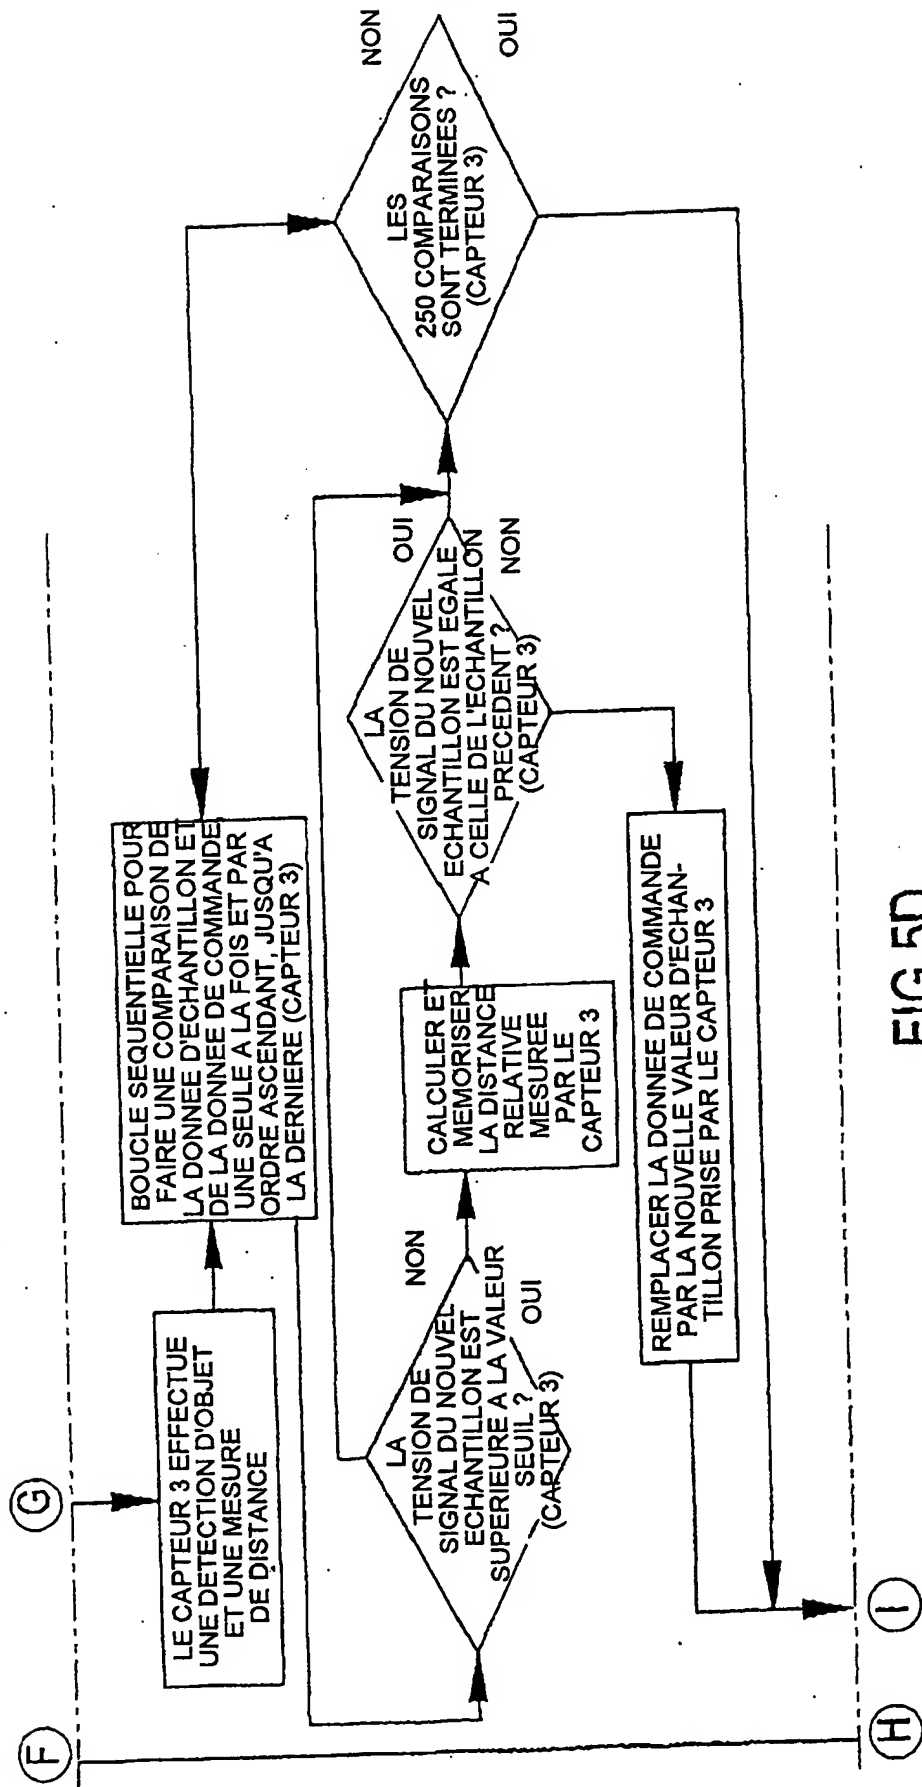 F
G
LE CAPTEUR 3 EFFECTUE
UNE DETECTION D'OBJET
ET UNE MESURE
DE DISTANCE
BOUCLE SEQUENTIELLE POUR
FAIRE UNE COMPARAISON DE
LA DONNEE D'ECHANTILLON ET
DE LA DONNEE DE COMMANDE
UNE SEULE A LA FOIS ET PAR
ORDRE ASCENDANT, JUSQU'A
LA DERNIERE (CAPTEUR 3)
LA
TENSION DE
SIGNAL DU NOUVEL
ECHANTILLON EST
SUPERIEURE A LA VALEUR
SEUIL ?
(CAPTEUR 3)
NON
OUI
CALCULER ET
MEMORISER
LA DISTANCE
RELATIVE
MESUREE
PAR LE
CAPTEUR 3
LA
TENSION DE
SIGNAL DU NOUVEL
ECHANTILLON EST EGALE
A CELLE DE L'ECHANTILLON
PRECEDENT ?
(CAPTEUR 3)
OUI
NON
LES
250 COMPARAISONS
SONT TERMINEES ?
(CAPTEUR 3)
NON
OUI
REMPLACER LA DONNEE DE COMMANDE
PAR LA NOUVELLE VALEUR D'ECHAN-
TILLON PRISE PAR LE CAPTEUR 3
H
I
FIG.5D